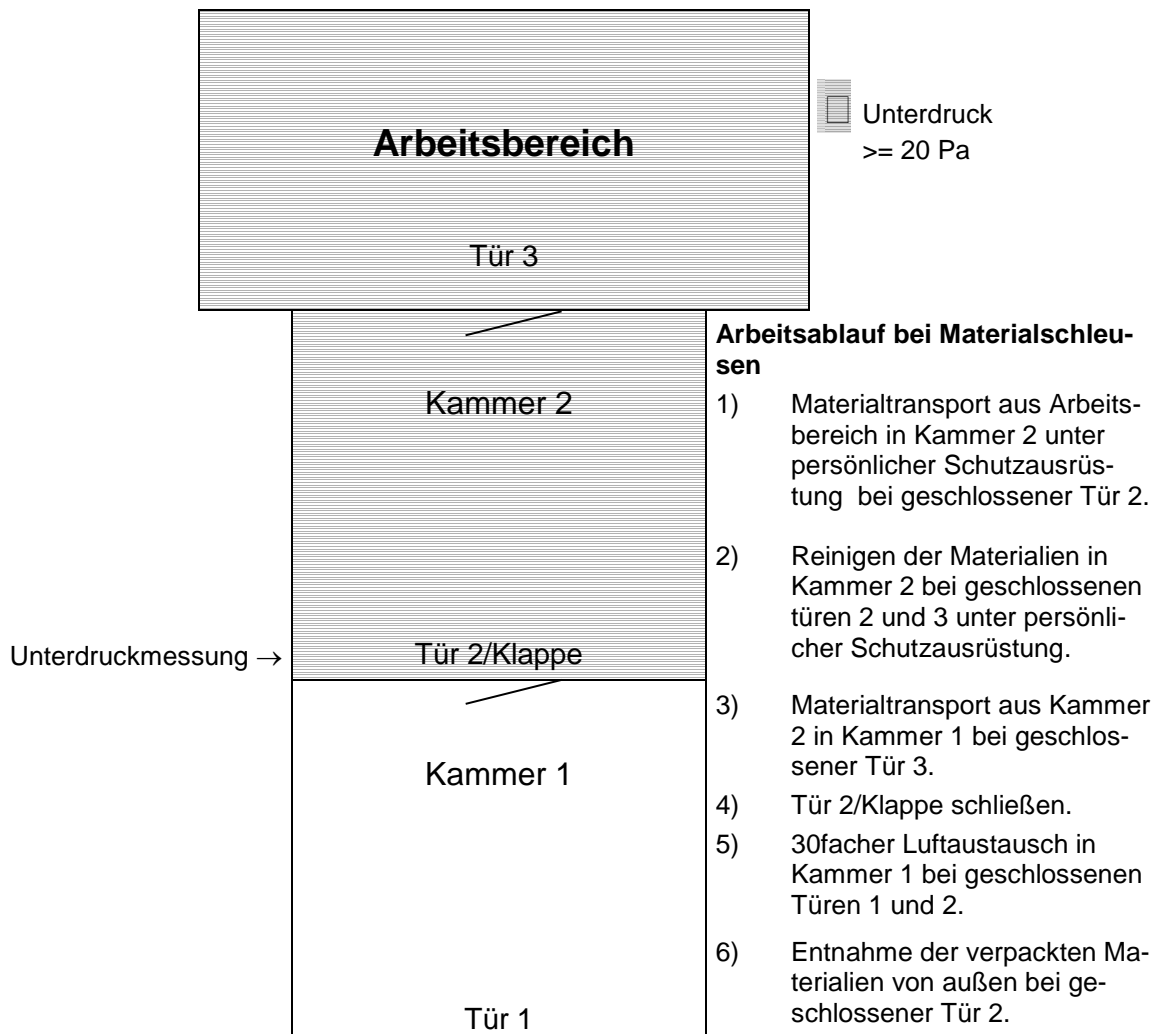 Arbeitsbereich
Unterdruck
>= 20 Pa
Tür 3
Kammer 2
Unterdruckmessung →
Tür 2/Klappe
Kammer 1
Tür 1
Arbeitsablauf bei Materialschleu-
sen
1) Materialtransport aus Arbeits-
bereich in Kammer 2 unter
persönlicher Schutzausrüs-
tung bei geschlossener Tür 2.
2) Reinigen der Materialien in
Kammer 2 bei geschlossenen
türen 2 und 3 unter persönli-
cher Schutzausrüstung.
3) Materialtransport aus Kammer
2 in Kammer 1 bei geschlos-
sener Tür 3.
4) Tür 2/Klappe schließen.
5) 30facher Luftaustausch in
Kammer 1 bei geschlossenen
Türen 1 und 2.
6) Entnahme der verpackten Ma-
terialien von außen bei ge-
schlossener Tür 2.